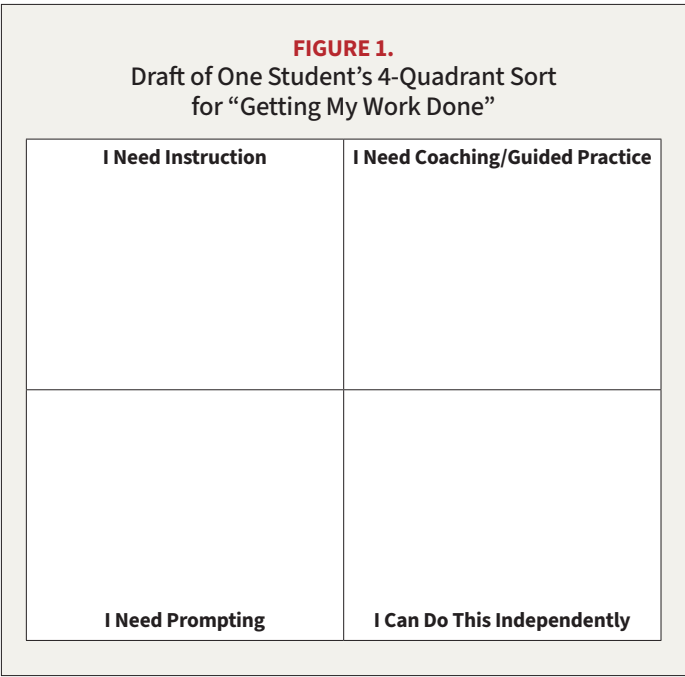 FIGURE 1.
Draft of One Student's 4-Quadrant Sort
for “Getting My Work Done”
I Need Instruction
I Need Coaching/Guided Practice
I Need Prompting
I Can Do This Independently